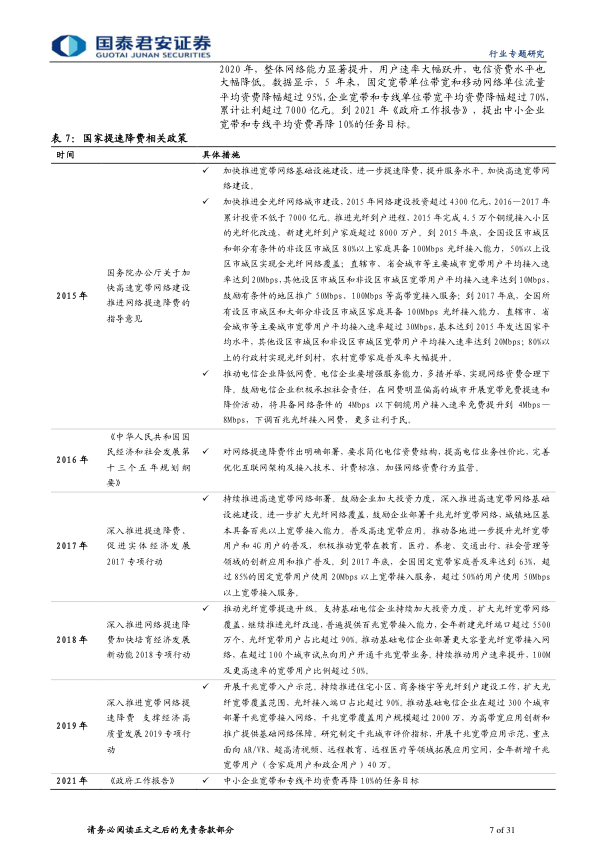 国泰君安证券
GUOTAI JUNAN SECURITIES
行业专题研究
2020 年，整体网络能力显著提升，用户速率大幅跃升，电信资费水平也
大幅降低。数据显示，5 年来，固定宽带单位带宽和移动网络单位流量
平均资费降幅超过 95%,企业宽带和专线单位带宽平均资费降幅超过 70%,
累计让利超过 7000 亿元。到 2021 年《政府工作报告》，提出中小企业
宽带和专线平均资费再降 10%的任务目标。
表 7：国家提速降费相关政策
时间 具体措施
2015 年
国务院办公厅关于加
快高速宽带网络建设
推进网络提速降费的
指导意见
✓ 加快推进宽带网络基础设施建设，进一步提速降费，提升服务水平。加快高速宽带网
络建设。
✓ 加快推进全光纤网络城市建设，2015 年网络建设投资超过 4300 亿元，2016—2017 年
累计投资不低于 7000 亿元。推进光纤到户进程，2015 年完成 4.5 万个铜缆接入小区
的光纤化改造，新建光纤到户家庭超过 8000 万户。到 2015 年底，全国设区市城区
和部分有条件的非设区市城区 80%以上家庭具备 100Mbps 光纤接入能力，50%以上设
区市城区实现全光纤网络覆盖；直辖市、省会城市等主要城市宽带用户平均接入速
率达到 20Mbps,其他设区市城区和非设区市城区宽带用户平均接入速率达到 10Mbps，
鼓励有条件的地区推广 50Mbps、100Mbps 等高带宽接入服务；到 2017 年底，全国所
有设区市城区和大部分非设区市城区家庭具备 100Mbps 光纤接入能力，直辖市、省
会城市等主要城市宽带用户平均接入速率超过 30Mbps,基本达到 2015 年发达国家平
均水平，其他设区市城区和非设区市城区宽带用户平均接入速率达到 20Mbps；80%以
上的行政村实现光纤到村，农村宽带家庭普及率大幅提升。
✓ 推动电信企业降低网费。电信企业要增强服务能力，多措并举，实现网络资费合理下
降。鼓励电信企业积极承担社会责任，在网费明显偏高的城市开展宽带免费提速和
降价活动，将具备网络条件的 4Mbps 以下铜缆用户接入速率免费提升到 4Mbps—
8Mbps，下调百兆光纤接入网费，更多让利于民。
2016 年
《中华人民共和国国
民经济和社会发展第
十三个五年规划纲
要》
✓ 对网络提速降费作出明确部署，要求简化电信资费结构，提高电信业务性价比，完善
优化互联网架构及接入技术、计费标准，加强网络资费行为监管。
2017 年
深入推进提速降费、
促进实体经济发展
2017 专项行动
✓ 持续推进高速宽带网络部署。鼓励企业加大投资力度，深入推进高速宽带网络基础
设施建设。进一步扩大光纤网络覆盖，鼓励企业部署千兆光纤宽带网络，城镇地区基
本具备百兆以上宽带接入能力。普及高速宽带应用。推动各地进一步提升光纤宽带
用户和 4G 用户的普及，积极推动宽带在教育、医疗、养老、交通出行、社会管理等
领域的创新应用和推广普及。到 2017 年底，全国固定宽带家庭普及率达到 63%，超
过 85%的固定宽带用户使用 20Mbps 以上宽带接入服务，超过 50%的用户使用 50Mbps
以上宽带接入服务。
2018 年
深入推进网络提速降
费加快培育经济发展
新动能 2018 专项行动
✓ 推动光纤宽带提速升级。支持基础电信企业持续加大投资力度、扩大光纤宽带网络
覆盖，继续推进光纤改造，普遍提供百兆宽带接入能力，全年新建光纤端口超过 5500
万个，光纤宽带用户占比超过 90%。推动基础电信企业部署更大容量光纤宽带接入网
络，在超过 100 个城市试点向用户开通千兆宽带业务。持续推动用户速率提升，100M
及更高速率的宽带用户比例超过 50%。
2019 年
深入推进宽带网络提
速降费 支撑经济高
质量发展 2019 专项行
动
✓ 开展千兆宽带入户示范。持续推进住宅小区、商务楼宇等光纤到户建设工作，扩大光
纤宽带覆盖范围，光纤接入端口占比超过 90%。推动基础电信企业在超过 300 个城市
部署千兆宽带接入网络，千兆宽带覆盖用户规模超过 2000 万，为高带宽应用创新和
推广提供基础网络保障。研究制定千兆城市评价指标，开展千兆宽带应用示范，重点
面向 AR/VR、超高清视频、远程教育、远程医疗等领域拓展应用空间，全年新增千兆
宽带用户（含家庭用户和政企用户）40 万。
2021 年 《政府工作报告》 ✓ 中小企业宽带和专线平均资费再降 10%的任务目标
请务必阅读正文之后的免责条款部分
7 of 31